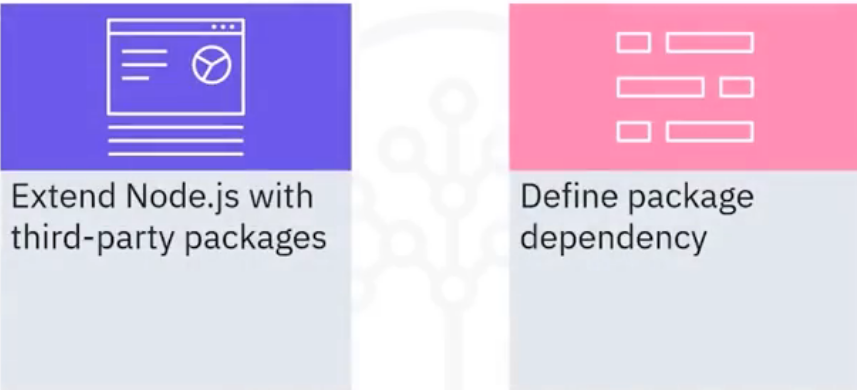 Extend Node.js with
third-party packages
Define package
dependency